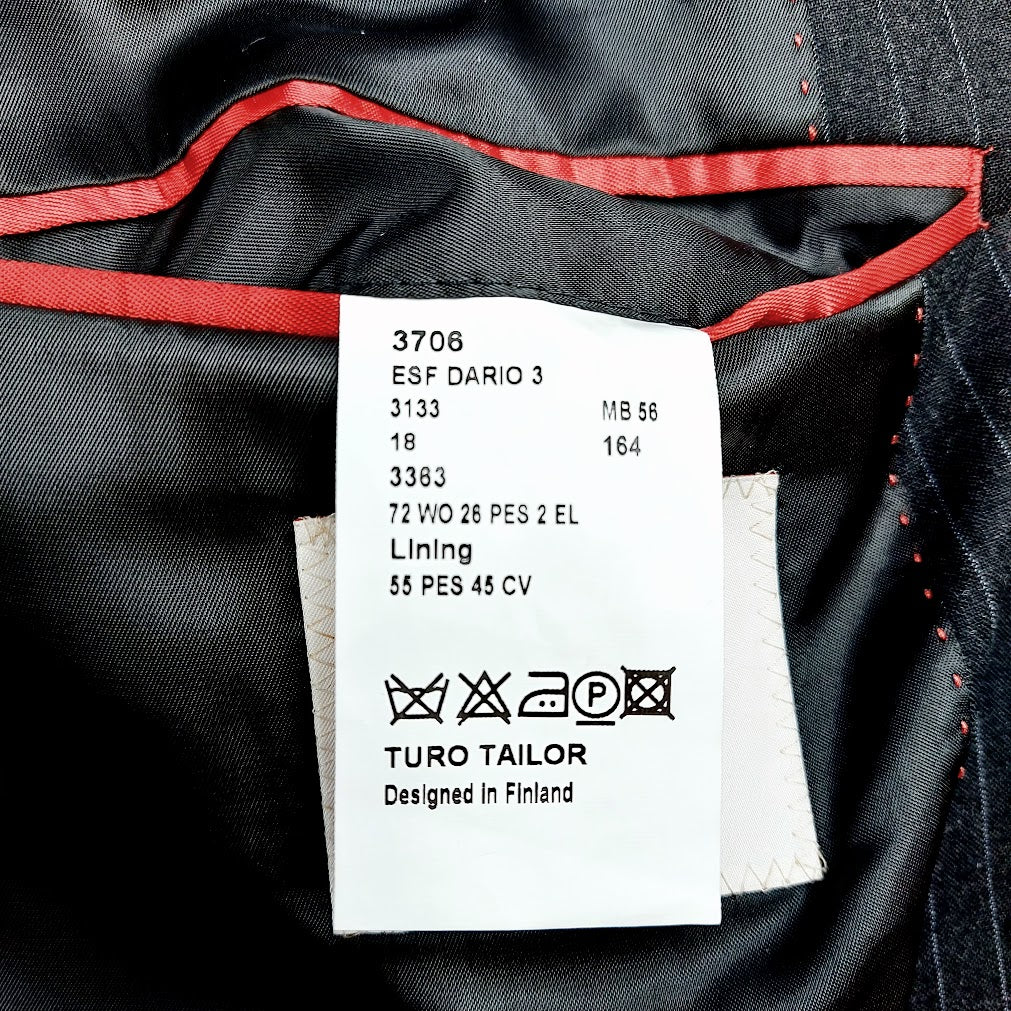 3706
ESF DARIO 3
3133 MB 56
18 164
3363
72 WO 26 PES 2 EL
Lining
55 PES 45 CV
P
TURO TAILOR
Designed in Finland